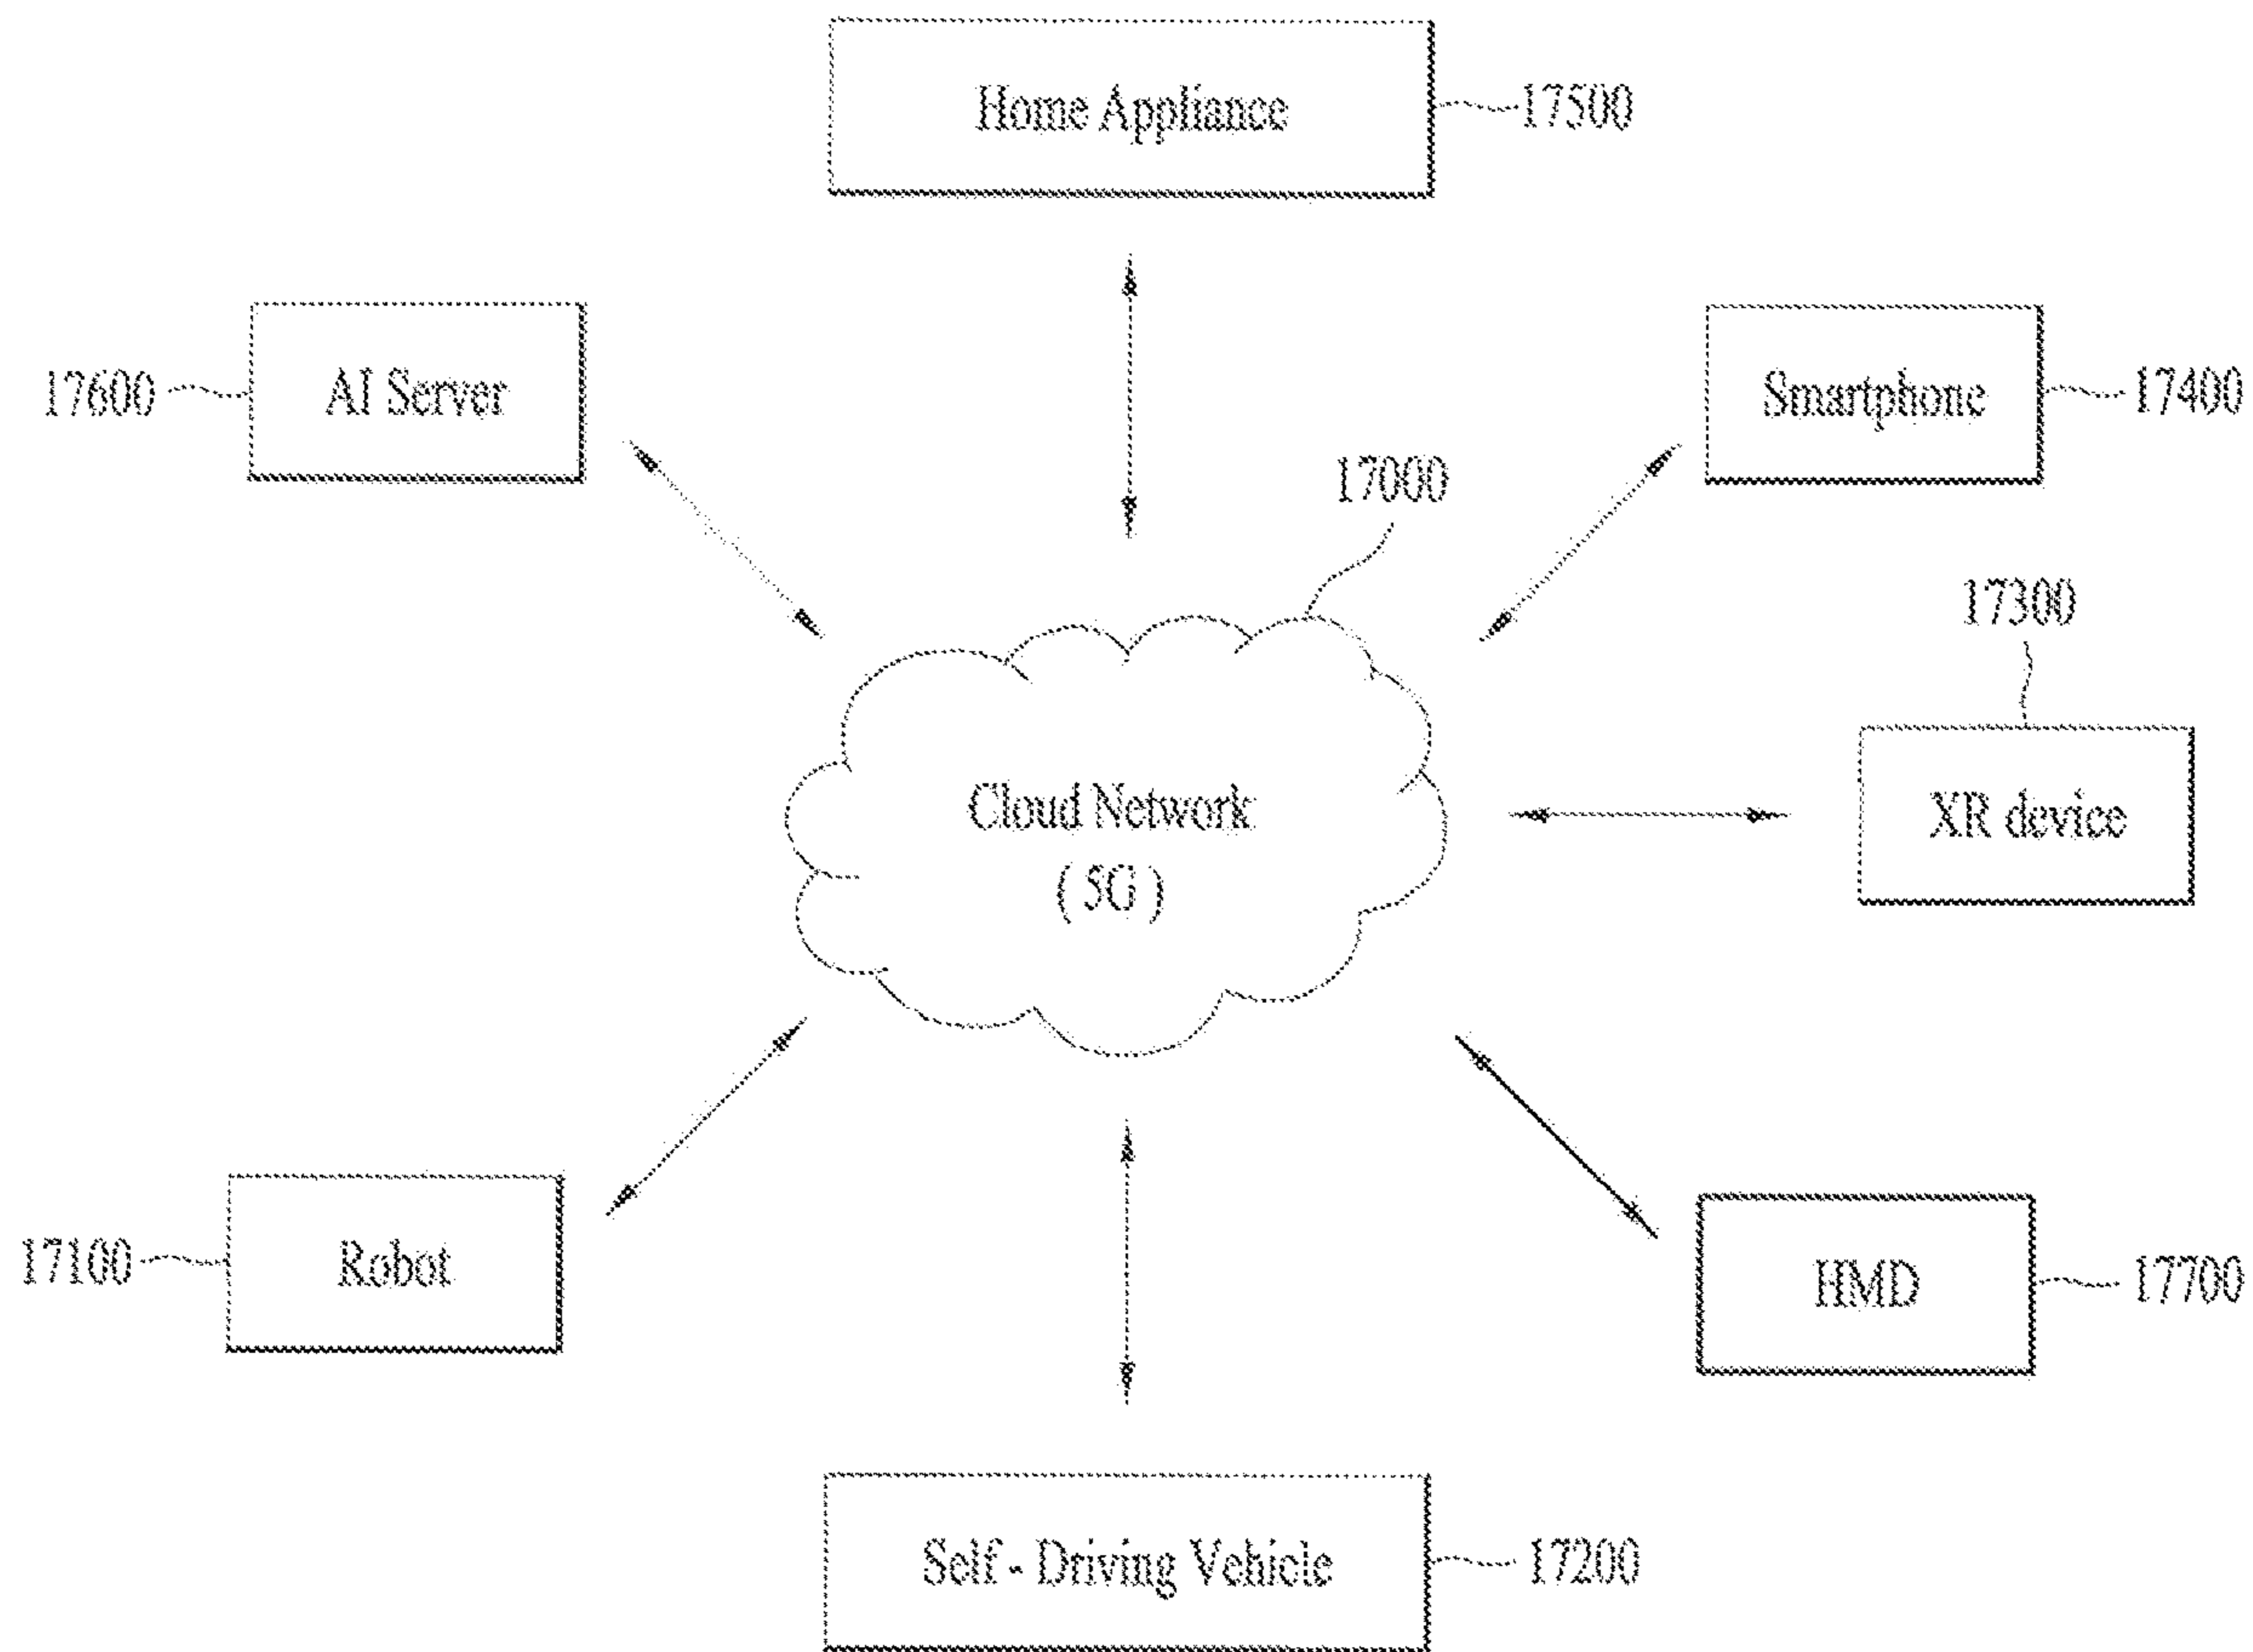 Home Appliance
17500
17600
AI Server
Smartphone
17400
17000
17300
Cloud Network
( 5G )
XR device
17100
Robot
HMD
17700
Self - Driving Vehicle
17200